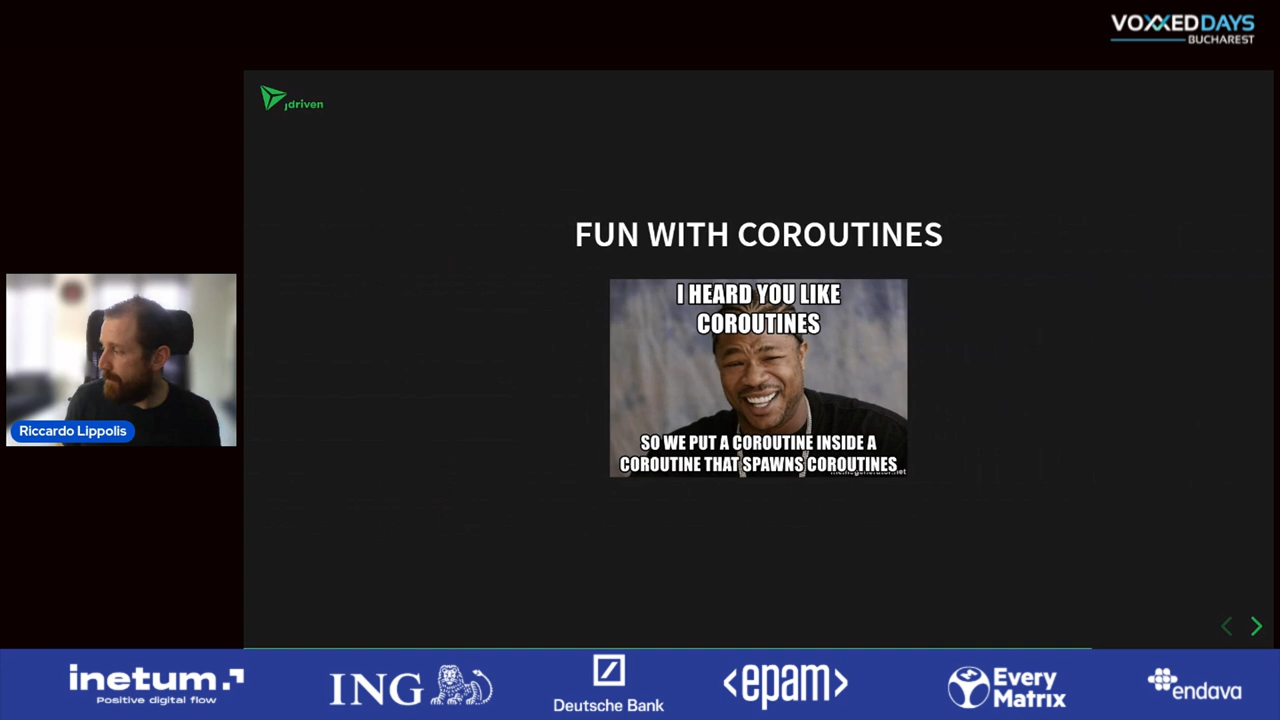 VOXXEDDAYS
BUCHAREST
jdriven
FUN WITH COROUTINES
I HEARD YOU LIKE
COROUTINES
SO WE PUT A COROUTINE INSIDE A
COROUTINE THAT SPAWNS COROUTINES
Riccardo Lippolis
inetum.
Positive digital flow
ING
Deutsche Bank
<epam>
Every
Matrix
endava